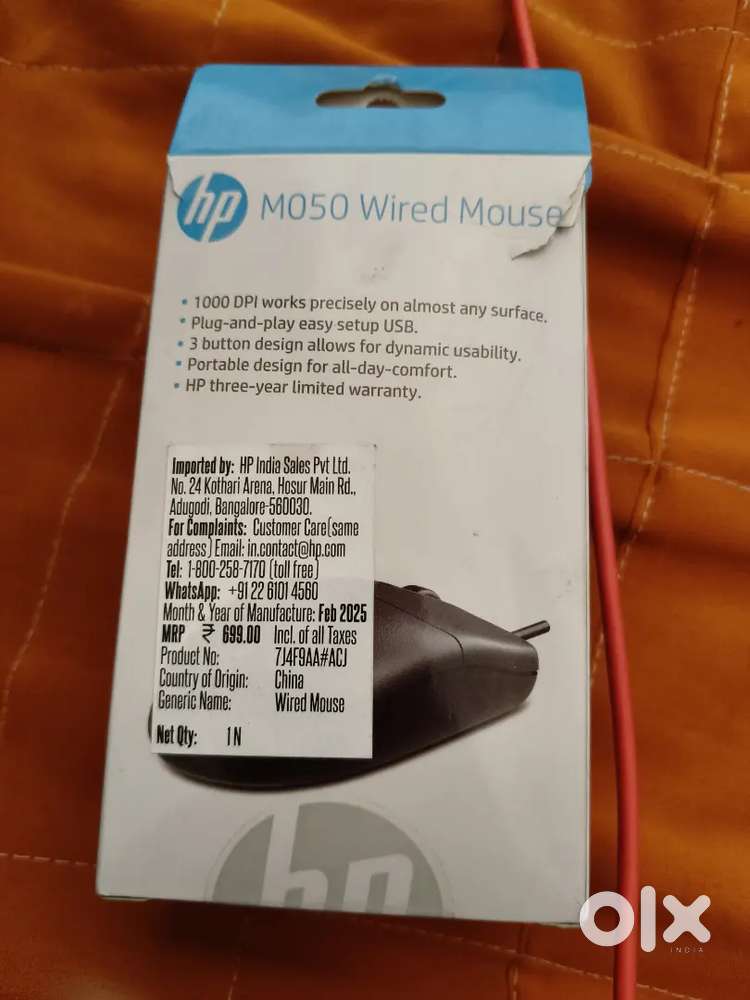 hp M050 Wired Mouse
• 1000 DPI works precisely on almost any surface.
• Plug-and-play easy setup USB.
• 3 button design allows for dynamic usability.
• Portable design for all-day-comfort.
• HP three-year limited warranty.
Imported by: HP India Sales Pvt Ltd.
No. 24 Kothari Arena, Hosur Main Rd.,
Adugodi, Bangalore-560030.
For Complaints: Customer Care(same
address) Email: in.contact@hp.com
Tel: 1-800-258-7170 (toll free)
WhatsApp: +91 22 6101 4560
Month & Year of Manufacture: Feb 2025
MRP ₹ 699.00 Incl. of all Taxes
Product No: 7J4F9AA#ACJ
Country of Origin: China
Generic Name: Wired Mouse
Net Qty: 1 N
hp
olx
INDIA